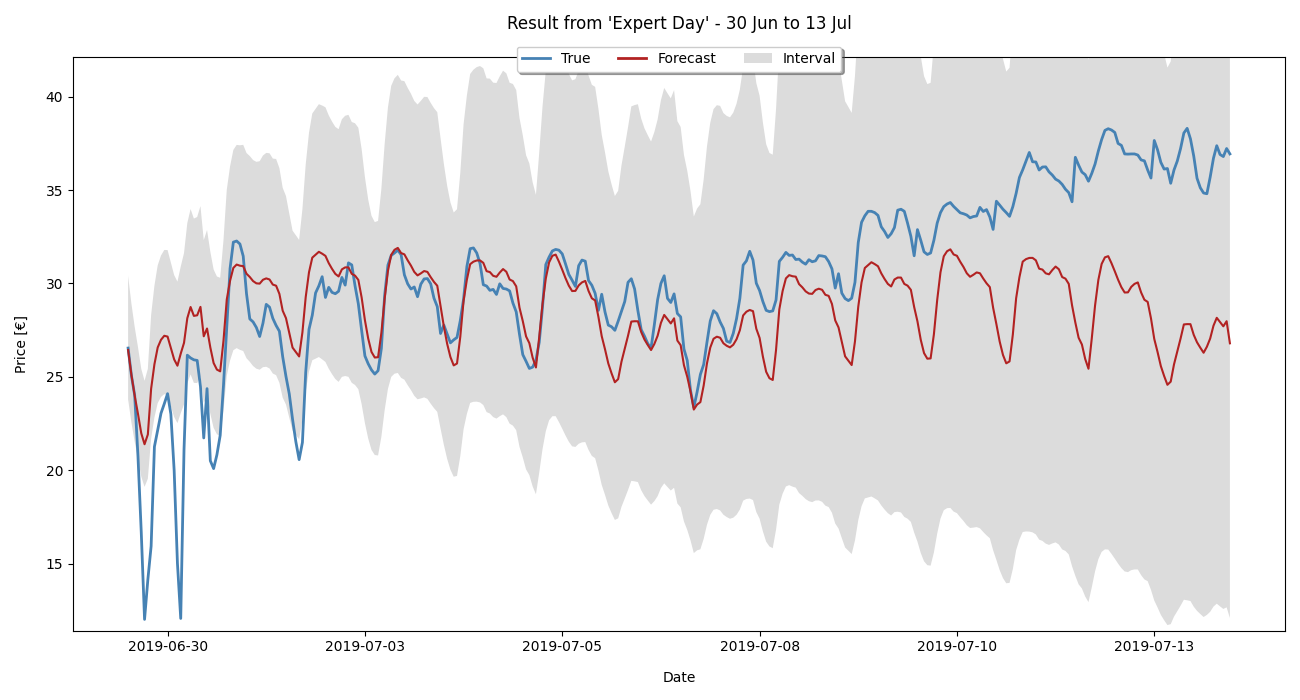 Result from 'Expert Day' - 30 Jun to 13 Jul
True Forecast Interval
Price [€]
40
35
30
25
20
15
2019-06-30 2019-07-03 2019-07-05 2019-07-08 2019-07-10 2019-07-13
Date